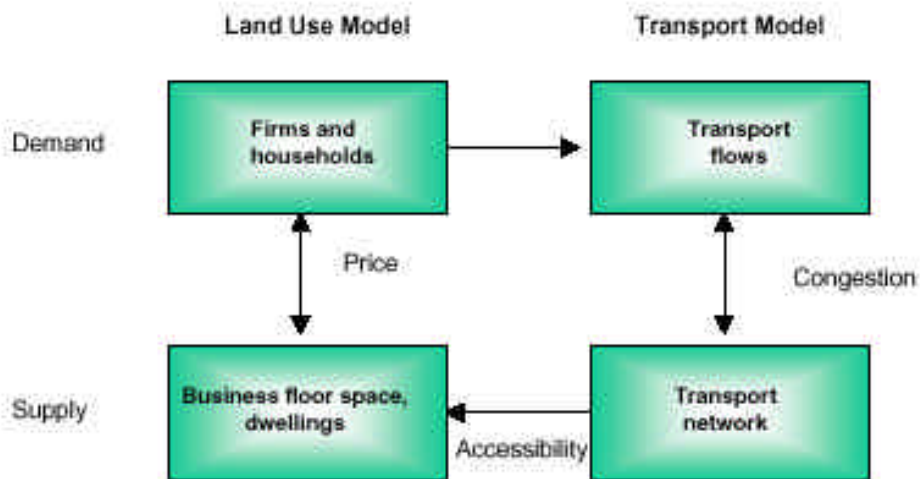 Land Use Model
Transport Model
Demand
Firms and
households
Transport
flows
Price
Congestion
Supply
Business floor space,
dwellings
Transport
network
Accessibility